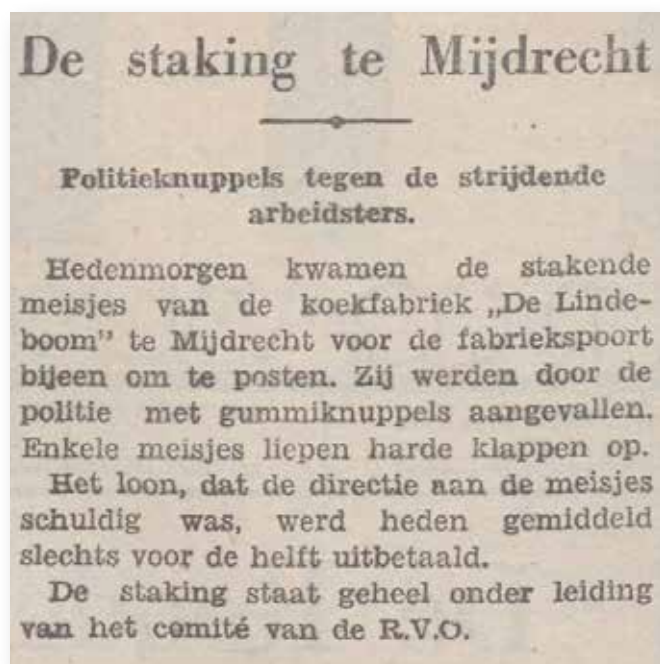 De staking te Mijdrecht
Politieknuppels tegen de strijdende
arbeidsters.
Hedenmorgen kwamen de stakende
meisjes van de koekfabriek „De Linde-
boom" te Mijdrecht voor de fabriekspoort
bijeen om te posten. Zij werden door de
politie met gummiknuppels aangevallen.
Enkele meisjes liepen harde klappen op.
Het loon, dat de directie aan de meisjes
schuldig was, werd heden gemiddeld
slechts voor de helft uitbetaald.
De staking staat geheel onder leiding
van het comité van de R.V.O.